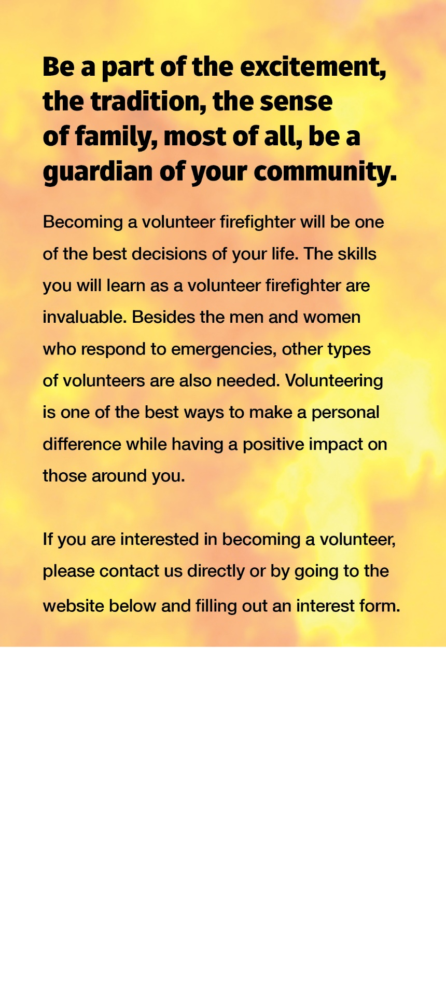 Be a part of the excitement,
the tradition, the sense
of family, most of all, be a
guardian of your community.
Becoming a volunteer firefighter will be one
of the best decisions of your life. The skills
you will learn as a volunteer firefighter are
invaluable. Besides the men and women
who respond to emergencies, other types
of volunteers are also needed. Volunteering
is one of the best ways to make a personal
difference while having a positive impact on
those around you.
If you are interested in becoming a volunteer,
please contact us directly or by going to the
website below and filling out an interest form.